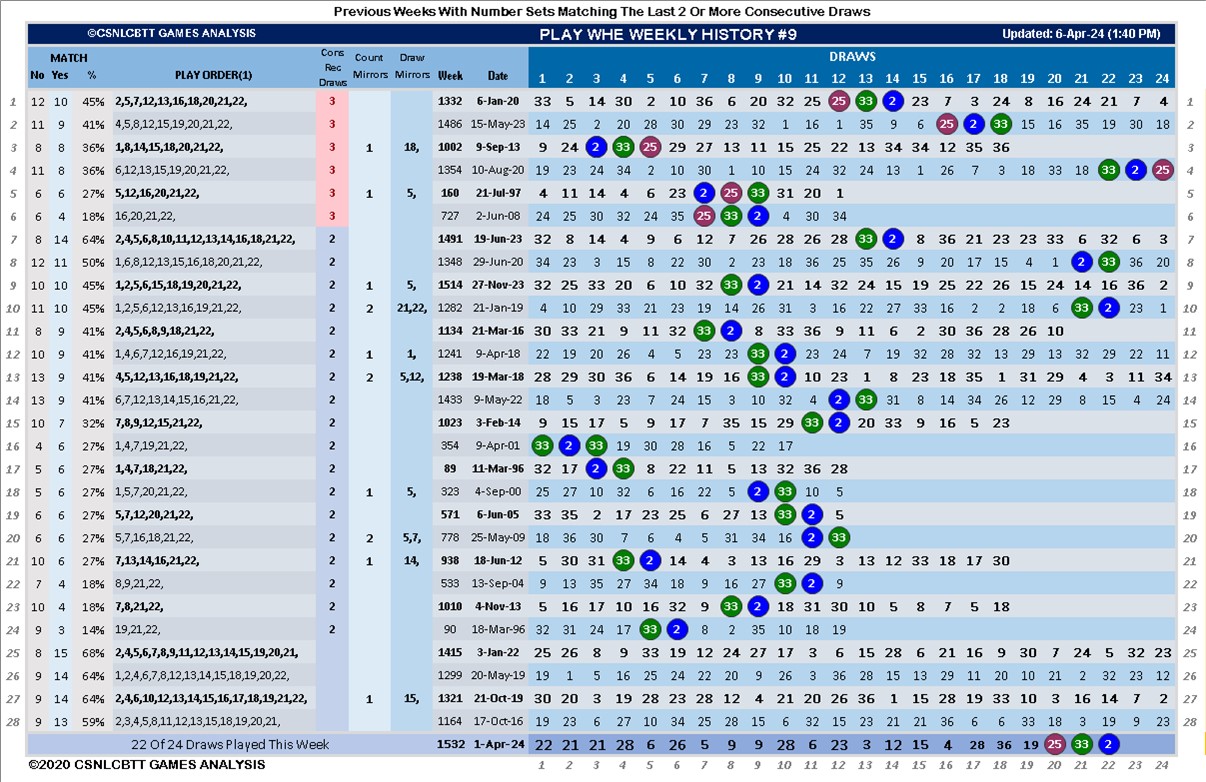 Previous Weeks With Number Sets Matching The Last 2 Or More Consecutive Draws
©CSNLCBTT GAMES ANALYSIS PLAY WHE WEEKLY HISTORY #9 Updated: 6-Apr-24 (1:40 PM)
MATCH Cons Rec Draws Count Mirrors Draw Mirrors DRAWS
No Yes % PLAY ORDER(1) Week Date 1 2 3 4 5 6 7 8 9 10 11 12 13 14 15 16 17 18 19 20 21 22 23 24
1 12 10 45% 2,5,7,12,13,16,18,20,21,22, 3 1332 6-Jan-20 33 5 14 30 2 10 36 6 20 32 25 25 33 2 23 7 3 24 8 16 24 21 7 4 1
2 11 9 41% 4,5,8,12,15,19,20,21,22, 3 1486 15-May-23 14 25 2 20 28 30 29 23 32 1 16 1 35 9 6 25 2 33 15 16 35 19 30 18 2
3 8 8 36% 1,8,14,15,18,20,21,22, 3 1 18, 1002 9-Sep-13 9 24 2 33 25 29 27 13 11 15 25 22 13 34 34 12 35 36 3
4 11 8 36% 6,12,13,15,19,20,21,22, 3 1354 10-Aug-20 19 23 24 34 2 10 30 1 10 15 24 13 4 1 6 30 7 3 18 33 18 33 2 25 4
5 6 6 27% 5,12,16,20,21,22, 3 1 5, 160 21-Jul-97 4 11 14 4 6 23 2 25 33 31 20 1 5
6 6 4 18% 16,20,21,22, 3 727 2-Jun-08 24 25 30 32 24 35 25 33 2 4 30 34 6
7 8 14 64% 2,4,5,6,8,10,11,12,13,14,16,18,21,22, 2 1491 19-Jun-23 32 8 14 4 9 6 12 7 26 28 26 28 33 2 8 36 21 23 23 33 6 32 6 3 7
8 12 11 50% 1,6,8,12,13,15,16,18,20,21,22, 2 1348 29-Jun-20 34 23 3 15 8 22 30 2 23 18 36 25 35 26 9 20 17 15 4 1 2 33 36 20 8
9 10 10 45% 1,2,5,6,15,18,19,20,21,22, 2 1 5, 1514 27-Nov-23 32 25 33 20 6 10 32 33 2 21 14 32 24 15 19 25 22 26 15 24 14 16 36 2 9
10 11 10 45% 1,2,5,6,12,13,16,19,21,22, 2 2 21,22, 1282 21-Jan-19 4 10 29 33 21 23 19 14 26 31 3 16 22 27 33 16 2 2 18 6 33 2 23 1 10
11 8 9 41% 2,4,5,6,8,9,18,21,22, 2 1134 21-Mar-16 30 33 21 9 11 32 33 2 8 33 36 9 11 6 2 30 36 28 26 10 11
12 10 9 41% 1,4,6,7,12,16,19,21,22, 2 1 1, 1241 9-Apr-18 22 19 20 26 4 5 23 23 33 2 23 24 7 19 32 28 32 13 29 13 32 29 22 11 12
13 13 9 41% 4,5,12,13,16,18,19,21,22, 2 2 5,12, 1238 19-Mar-18 28 29 30 36 6 14 19 16 33 2 10 23 1 8 23 18 35 1 31 29 4 3 11 34 13
14 13 9 41% 6,7,12,13,14,15,16,21,22, 2 1433 9-May-22 18 5 3 23 7 24 15 3 10 32 4 2 33 31 8 14 34 26 12 29 8 15 4 24 14
15 10 7 32% 7,8,9,12,15,21,22, 2 1023 3-Feb-14 9 15 17 5 9 17 7 35 15 29 33 2 20 33 9 16 5 23 15
16 4 6 27% 1,4,7,19,21,22, 2 354 9-Apr-01 33 2 33 19 30 28 16 5 22 17 16
17 5 6 27% 1,4,7,18,21,22, 2 89 11-Mar-96 32 17 2 33 8 22 11 5 13 32 36 28 17
18 5 6 27% 1,5,7,20,21,22, 2 1 5, 323 4-Sep-00 25 27 10 32 6 16 22 5 2 33 10 5 18
19 6 6 27% 5,7,12,20,21,22, 2 571 6-Jun-05 33 35 2 17 23 25 6 27 13 33 2 5 19
20 6 6 27% 5,7,16,18,21,22, 2 2 5,7, 778 25-May-09 18 36 30 7 6 4 5 31 34 16 2 33 20
21 10 6 27% 7,13,14,16,21,22, 2 1 14, 938 18-Jun-12 5 30 31 33 2 14 4 3 13 16 29 3 13 12 33 18 17 30 21
22 7 4 18% 8,9,21,22, 2 533 13-Sep-04 9 13 35 27 34 18 9 16 27 33 2 9 22
23 10 4 18% 7,8,21,22, 2 1010 4-Nov-13 5 16 17 10 16 32 9 33 2 18 31 30 10 5 8 7 5 18 23
24 9 3 14% 19,21,22, 2 90 18-Mar-96 32 31 24 17 33 2 8 2 35 10 18 19 24
25 8 15 68% 2,4,5,6,7,8,9,11,12,13,14,15,19,20,21, 1415 3-Jan-22 25 26 8 9 33 19 12 24 27 17 3 6 15 28 6 21 16 9 30 7 24 5 32 23 25
26 9 14 64% 1,2,4,6,7,8,12,13,14,15,18,19,20,22, 1299 20-May-19 19 1 5 16 25 24 22 20 9 26 3 36 28 15 13 29 11 20 10 21 2 32 23 12 26
27 9 14 64% 2,4,6,10,12,13,14,15,16,17,18,19,21,22, 1 15, 1321 21-Oct-19 30 20 3 19 28 23 28 12 4 21 20 26 36 1 15 28 19 33 10 3 16 14 7 2 27
28 9 13 59% 2,3,4,5,8,11,12,13,15,18,19,20,21, 1164 17-Oct-16 19 23 6 7 10 34 25 28 15 6 32 15 23 21 21 36 6 6 33 18 3 19 9 23 28
22 Of 24 Draws Played This Week 1532 1-Apr-24 22 21 21 28 6 26 5 9 9 28 6 23 3 12 15 4 28 36 19 25 33 2
©2020 CSNLCBTT GAMES ANALYSIS 1 2 3 4 5 6 7 8 9 10 11 12 13 14 15 16 17 18 19 20 21 22 23 24